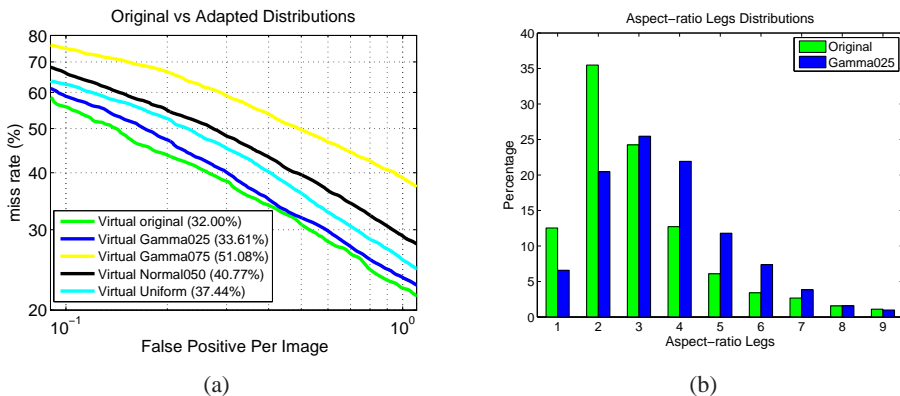 Original vs Adapted Distributions
80
70
60
50
40
30
20
miss rate (%)
Virtual original (32.00%)
Virtual Gamma025 (33.61%)
Virtual Gamma075 (51.08%)
Virtual Normal050 (40.77%)
Virtual Uniform (37.44%)
10⁻¹ 10⁰
False Positive Per Image
(a)
Aspect−ratio Legs Distributions
40
35
30
25
20
15
10
5
0
Percentage
Original
Gamma025
1 2 3 4 5 6 7 8 9
Aspect−ratio Legs
(b)